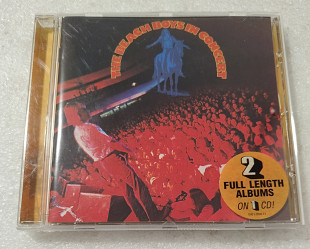 THE BEACH BOYS IN CONCERT
2
FULL LENGTH
ALBUMS
ON 1 CD!